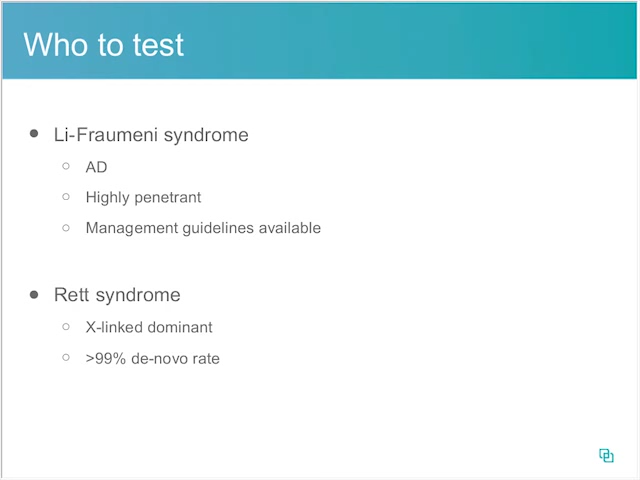 Who to test
● Li-Fraumeni syndrome
○ AD
○ Highly penetrant
○ Management guidelines available
● Rett syndrome
○ X-linked dominant
○ >99% de-novo rate